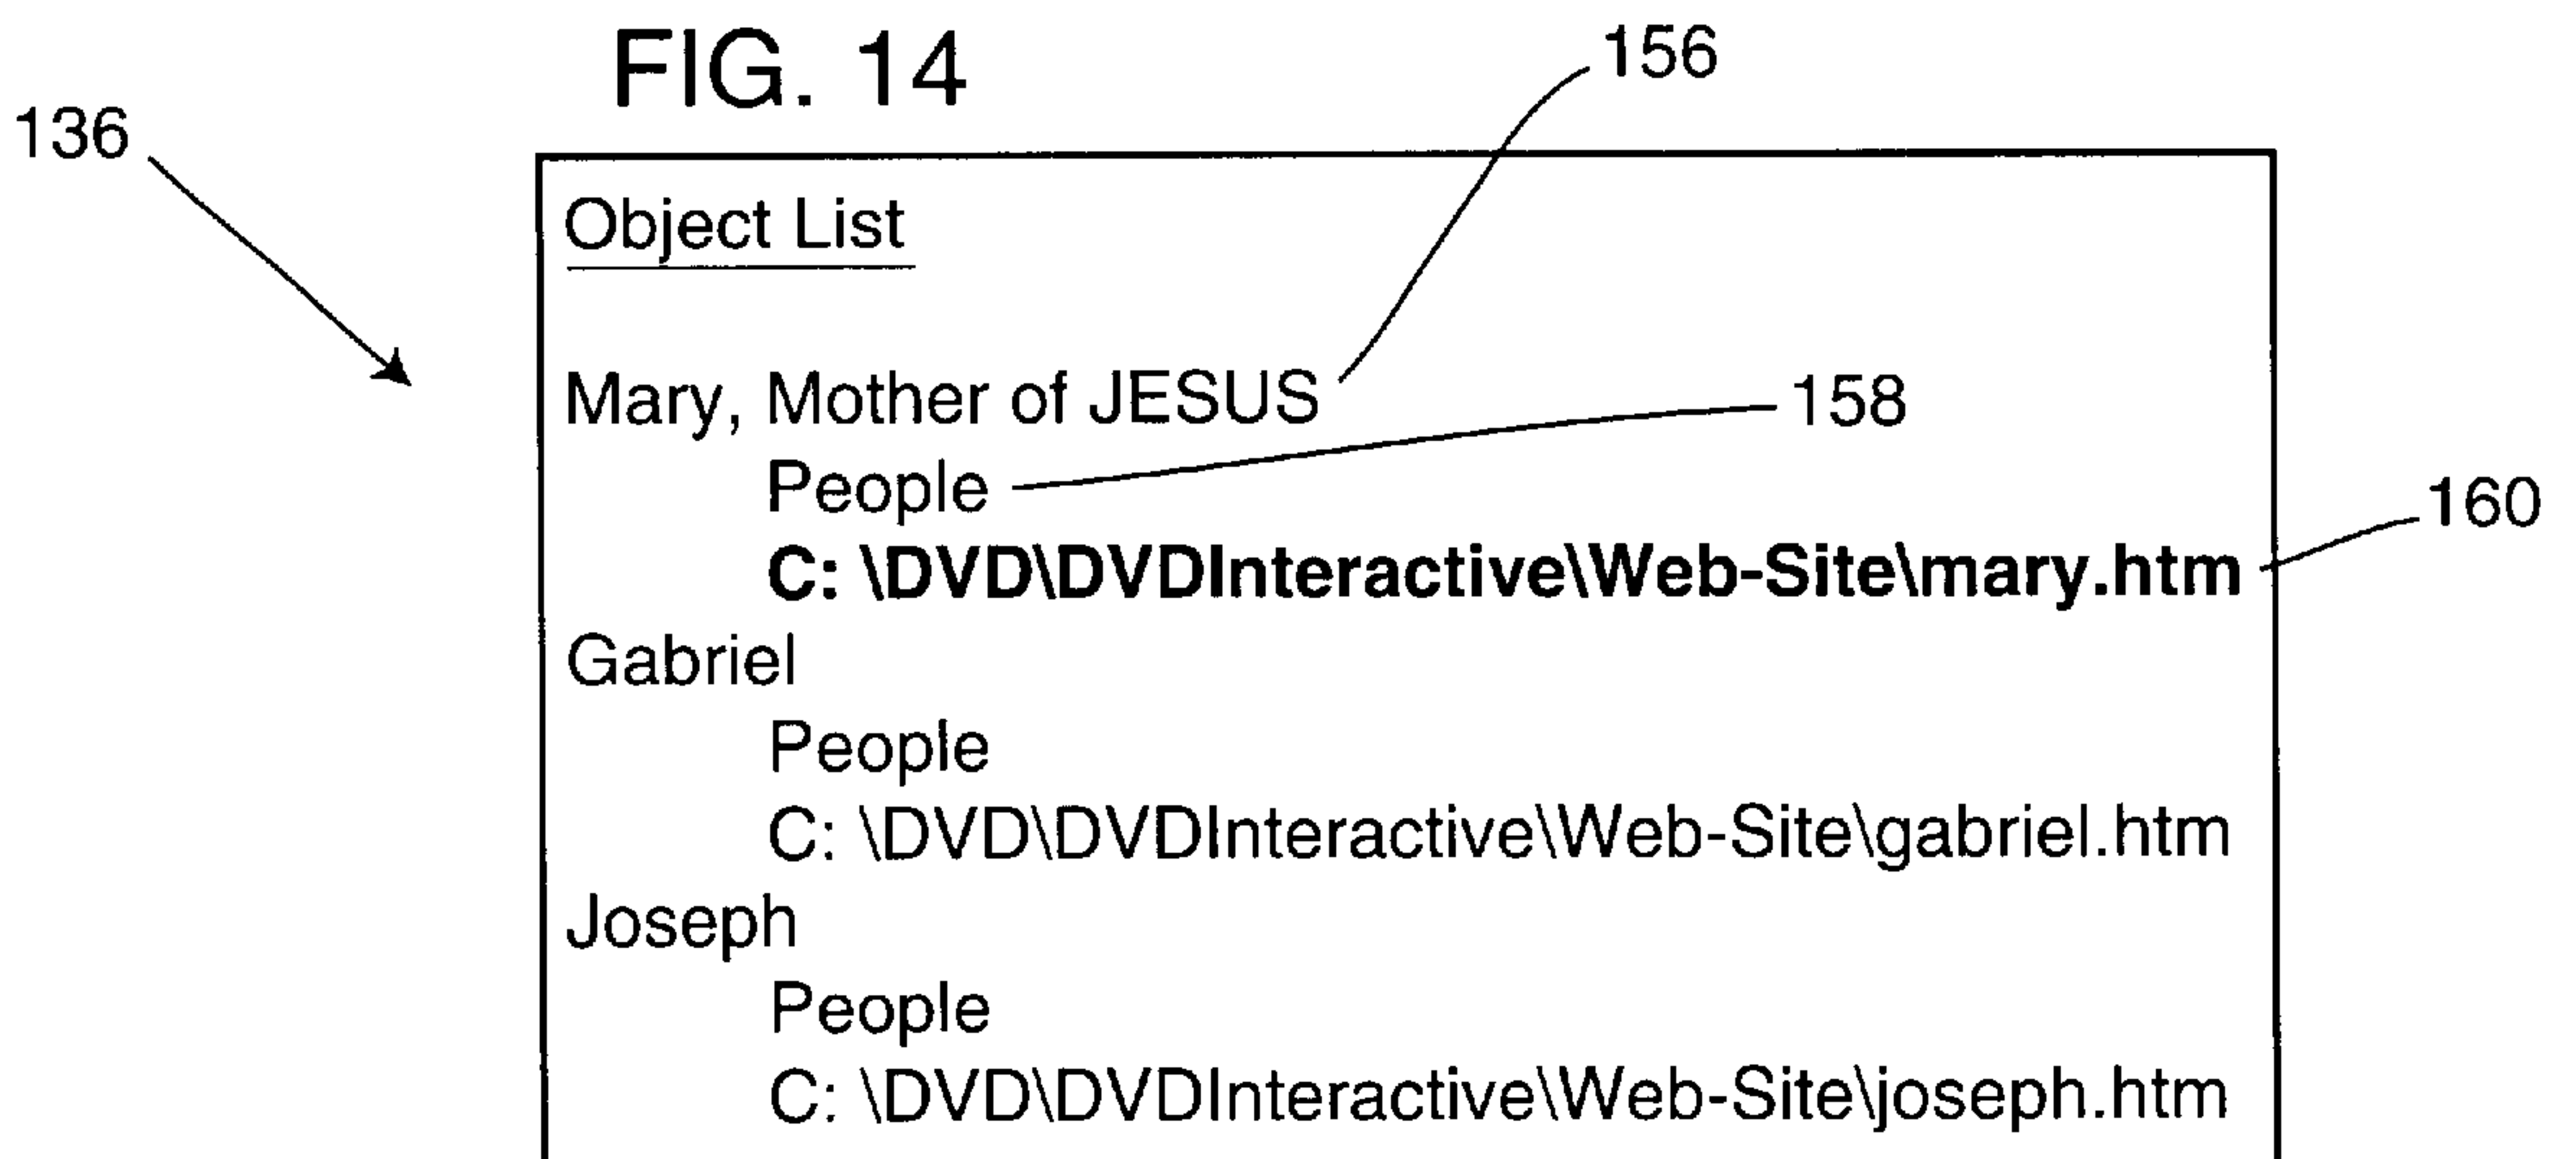 FIG. 14
156
136
Object List
Mary, Mother of JESUS
158
People
160
C: \DVD\DVDInteractive\Web-Site\mary.htm
Gabriel
People
C: \DVD\DVDInteractive\Web-Site\gabriel.htm
Joseph
People
C: \DVD\DVDInteractive\Web-Site\joseph.htm